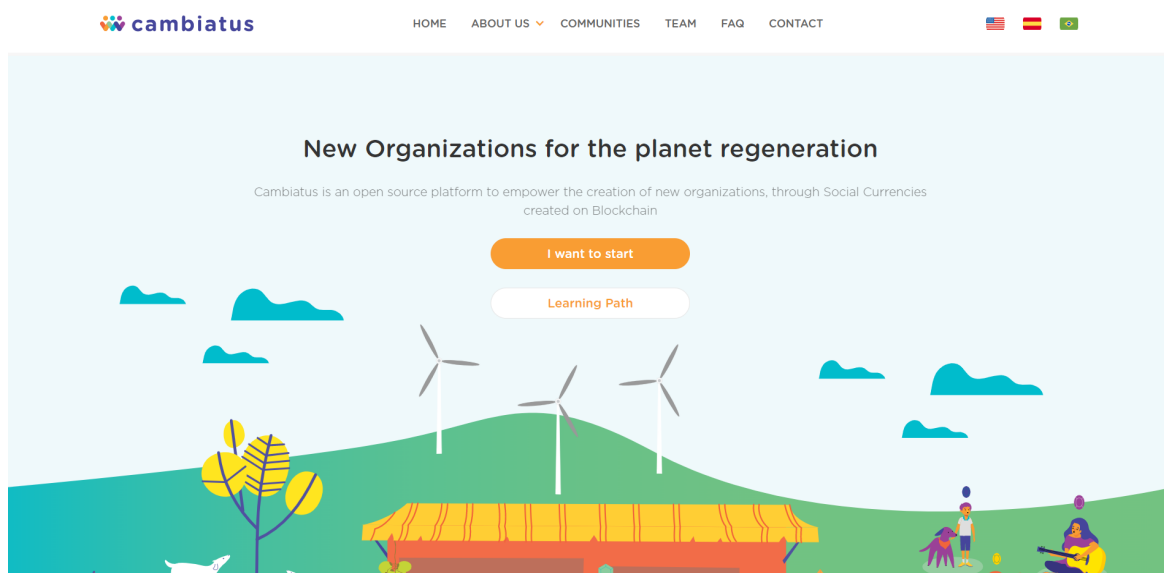 cambiatus
HOME ABOUT US COMMUNITIES TEAM FAQ CONTACT
New Organizations for the planet regeneration
Cambiatus is an open source platform to empower the creation of new organizations, through Social Currencies
created on Blockchain
I want to start
Learning Path